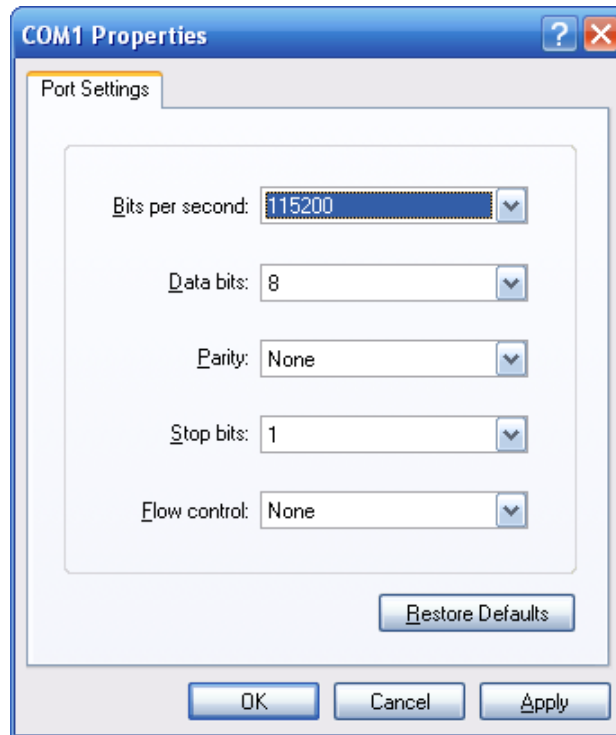 COM1 Properties
Port Settings
Bits per second: 115200
Data bits: 8
Parity: None
Stop bits: 1
Flow control: None
Restore Defaults
OK Cancel Apply